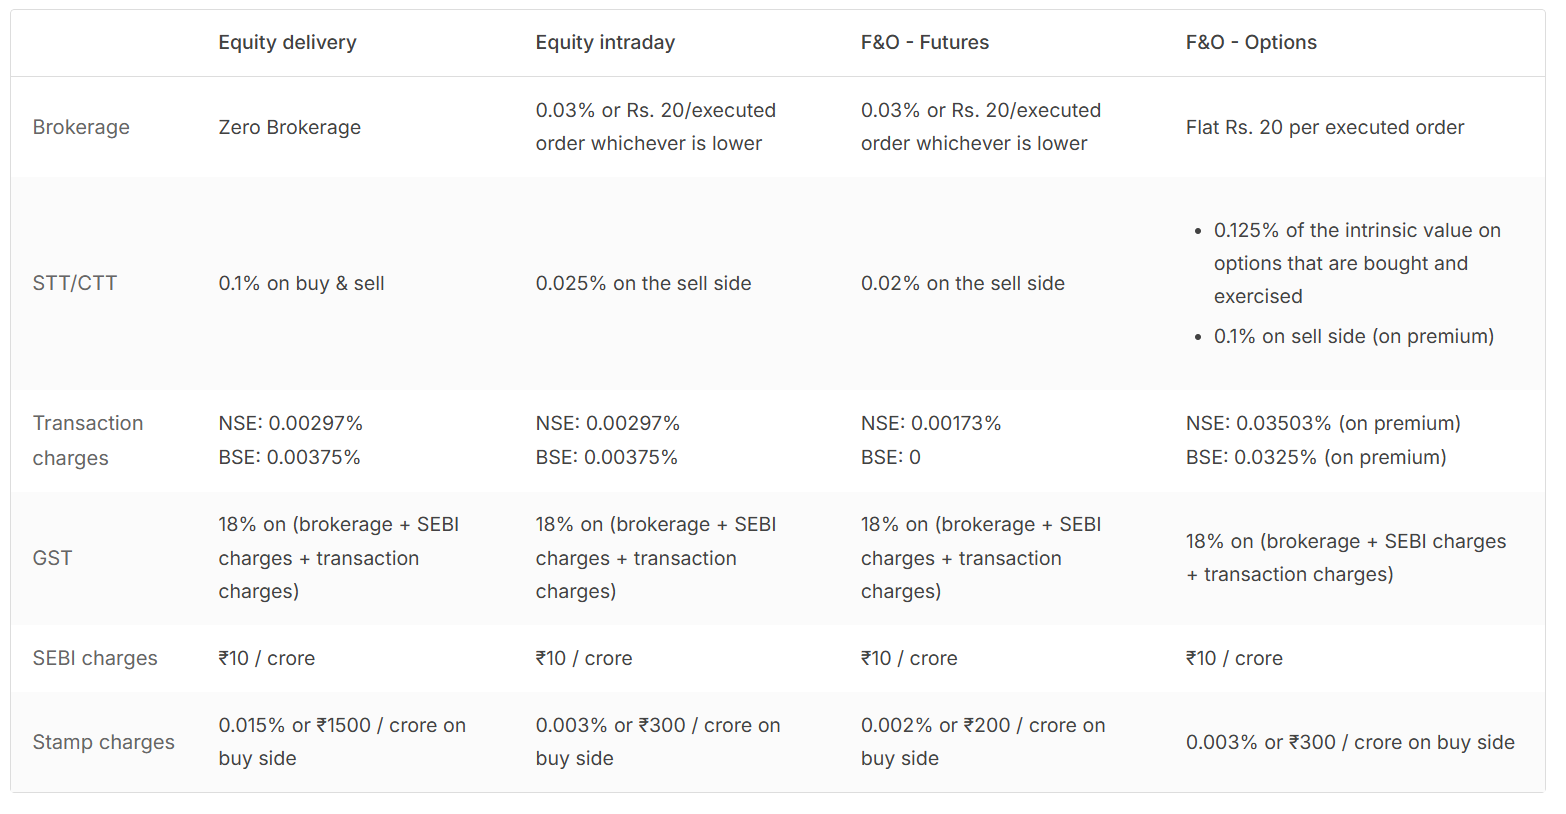 Equity delivery Equity intraday F&O - Futures F&O - Options
Brokerage
Zero Brokerage
0.03% or Rs. 20/executed
order whichever is lower
0.03% or Rs. 20/executed
order whichever is lower
Flat Rs. 20 per executed order
STT/CTT
0.1% on buy & sell
0.025% on the sell side
0.02% on the sell side
• 0.125% of the intrinsic value on
options that are bought and
exercised
• 0.1% on sell side (on premium)
Transaction
charges
NSE: 0.00297%
BSE: 0.00375%
NSE: 0.00297%
BSE: 0.00375%
NSE: 0.00173%
BSE: 0
NSE: 0.03503% (on premium)
BSE: 0.0325% (on premium)
GST
18% on (brokerage + SEBI
charges + transaction
charges)
18% on (brokerage + SEBI
charges + transaction
charges)
18% on (brokerage + SEBI
charges + transaction
charges)
18% on (brokerage + SEBI charges
+ transaction charges)
SEBI charges
₹10 / crore
₹10 / crore
₹10 / crore
₹10 / crore
Stamp charges
0.015% or ₹1500 / crore on
buy side
0.003% or ₹300 / crore on
buy side
0.002% or ₹200 / crore on
buy side
0.003% or ₹300 / crore on buy side